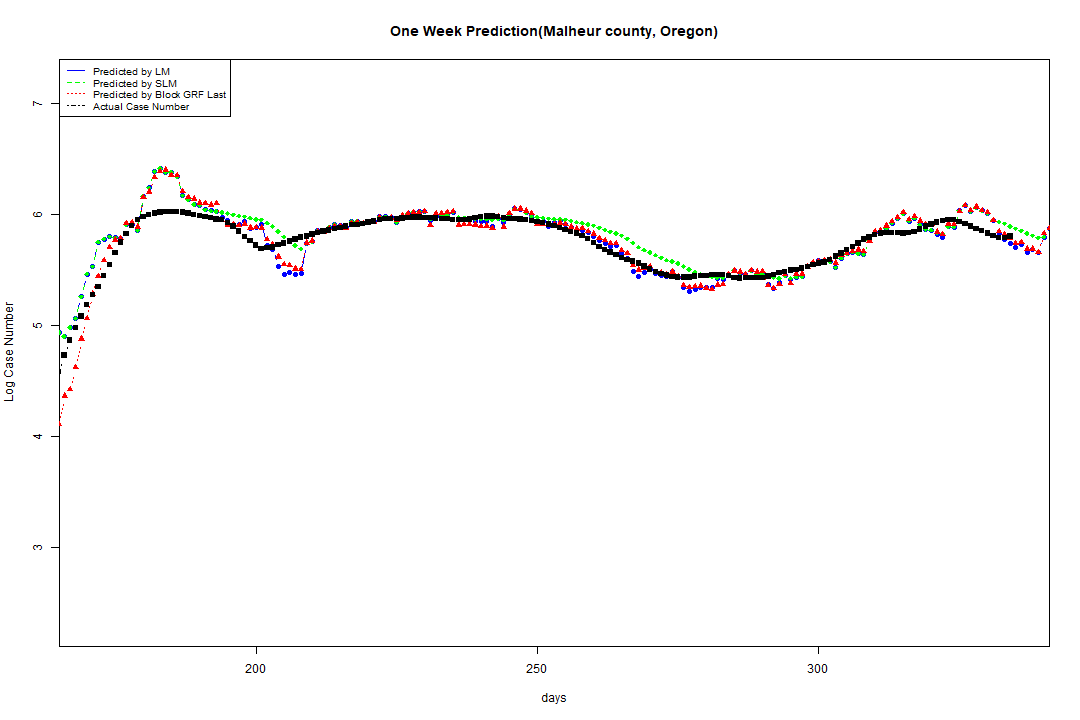 One Week Prediction(Malheur county, Oregon)
Predicted by LM
Predicted by SLM
Predicted by Block GRF Last
Actual Case Number
7
6
5
4
3
Log Case Number
200
250
300
days